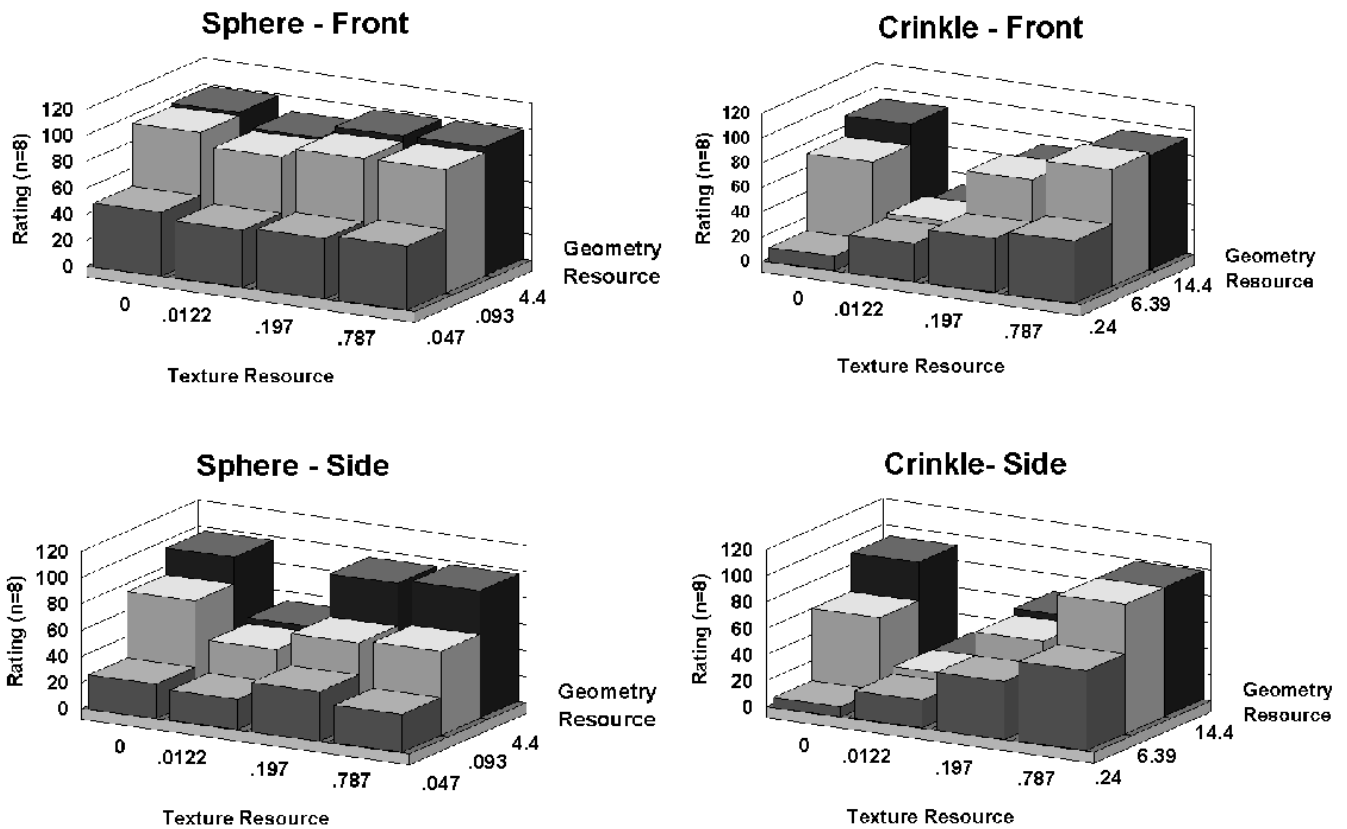 Sphere - Front
120
100
80
60
40
20
0
Rating (n=8)
0
.0122
.197
.787
.047
.093
4.4
Geometry
Resource
Texture Resource
Crinkle - Front
120
100
80
60
40
20
0
Rating (n=8)
0
.0122
.197
.787
.24
6.39
14.4
Geometry
Resource
Texture Resource
Sphere - Side
120
100
80
60
40
20
0
Rating (n=8)
0
.0122
.197
.787
.047
.093
4.4
Geometry
Resource
Texture Resource
Crinkle- Side
120
100
80
60
40
20
0
Rating (n=8)
0
.0122
.197
.787
.24
6.39
14.4
Geometry
Resource
Texture Resource